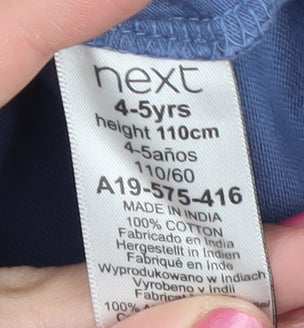 next
4-5yrs
height 110cm
4-5años
110/60
A19-575-416
MADE IN INDIA
100% COTTON
Fabricado en India
Hergestellt in Indien
Fabriqué en Inde
Wyprodukowano w Indiach
Vyrobeno v Indii
100%